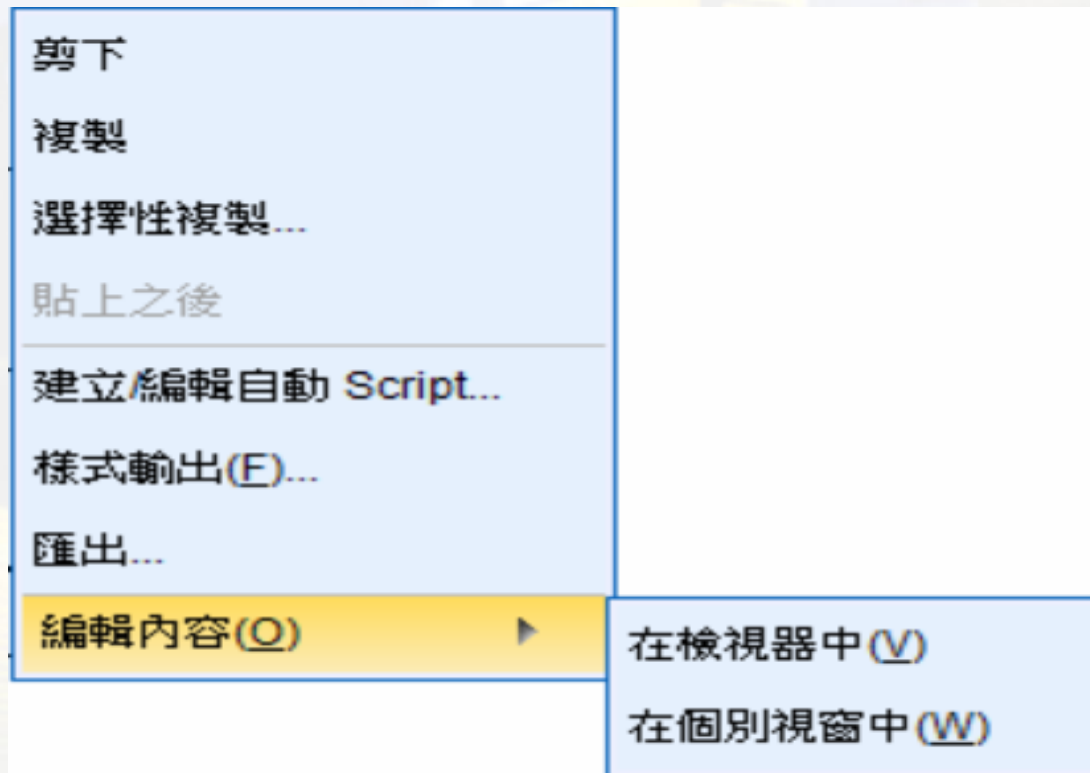 剪下
複製
選擇性複製...
貼上之後
建立/編輯自動 Script...
樣式輸出(F)...
匯出...
編輯內容(O)
在檢視器中(V)
在個別視窗中(W)